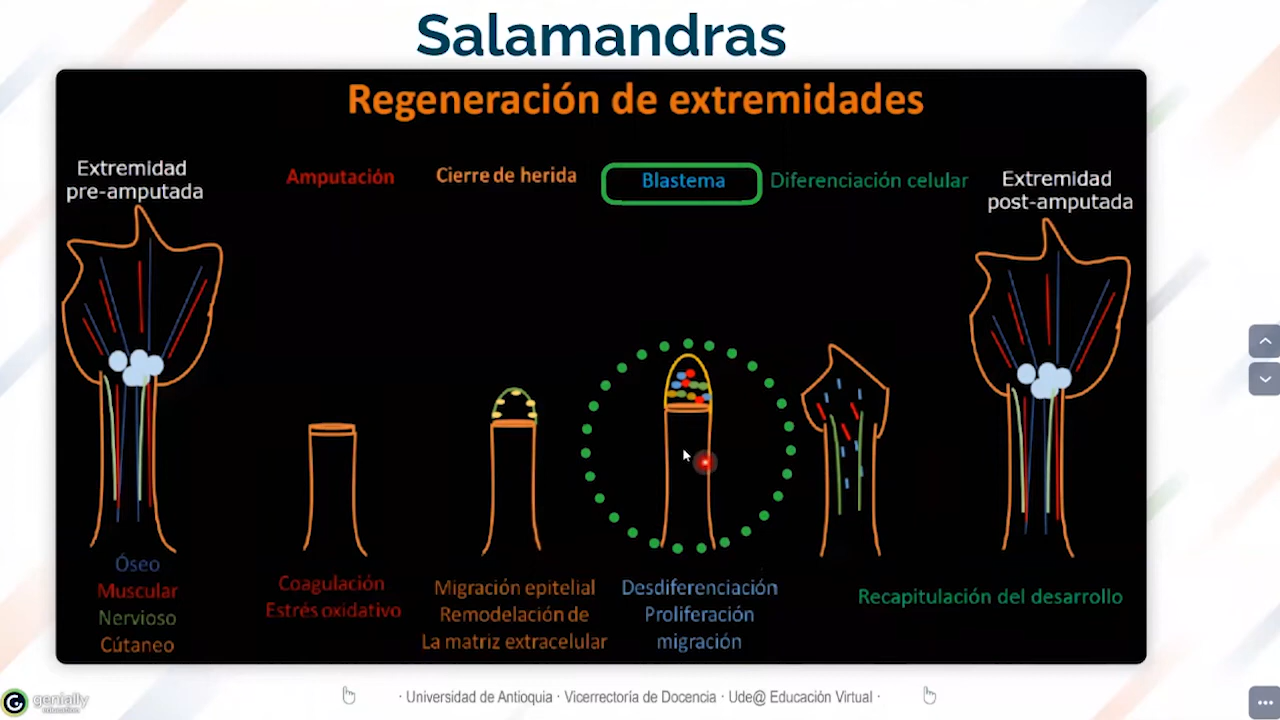 Salamandras
Regeneración de extremidades
Extremidad
pre-amputada
Amputación
Cierre de herida
Blastema
Diferenciación celular
Extremidad
post-amputada
Óseo
Muscular
Nervioso
Cútaneo
Coagulación
Estrés oxidativo
Migración epitelial
Remodelación de
La matriz extracelular
Desdiferenciación
Proliferación
migración
Recapitulación del desarrollo
genially
education
· Universidad de Antioquia · Vicerrectoría de Docencia · Ude@ Educación Virtual ·